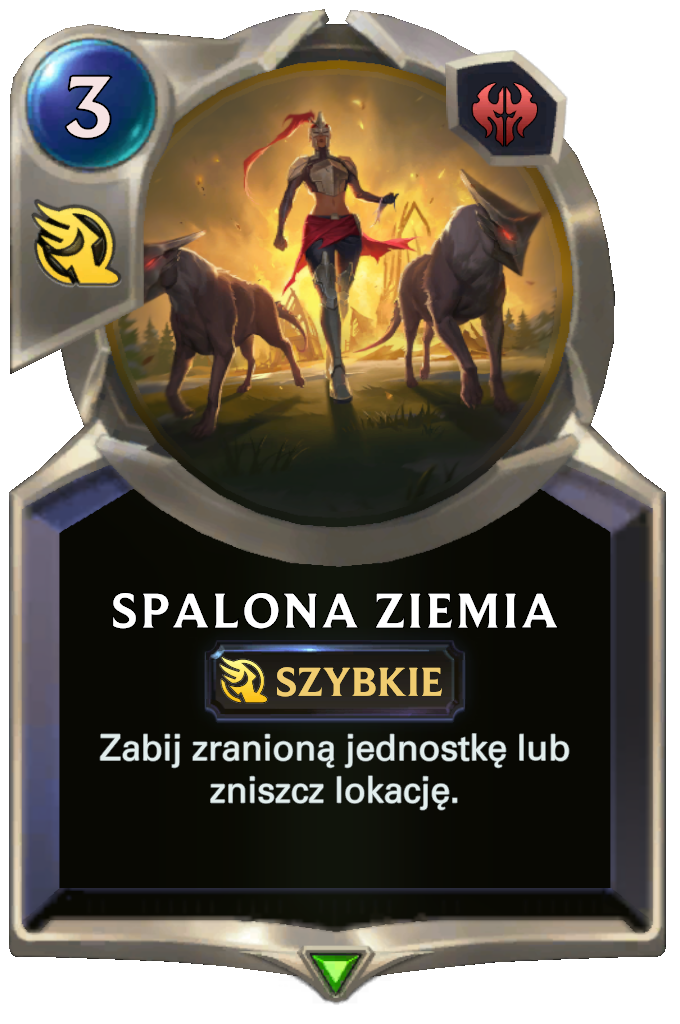 3
SPALONA ZIEMIA
SZYBKIE
Zabij zranioną jednostkę lub
zniszcz lokację.